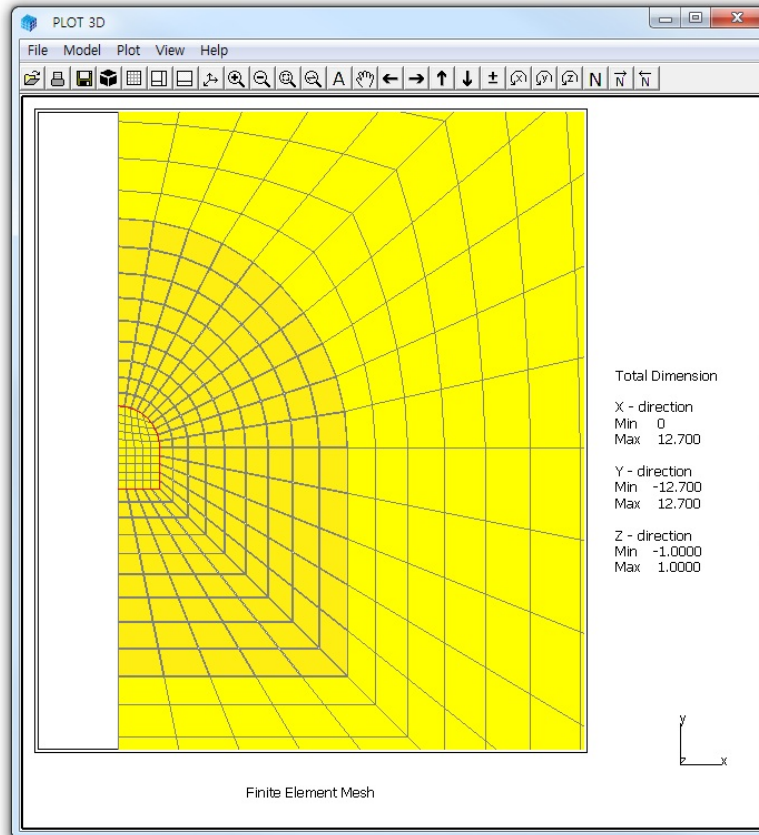 PLOT 3D
File Model Plot View Help
A X Y Z N N N
Total Dimension
X - direction
Min 0
Max 12.700
Y - direction
Min -12.700
Max 12.700
Z - direction
Min -1.0000
Max 1.0000
y
z x
Finite Element Mesh